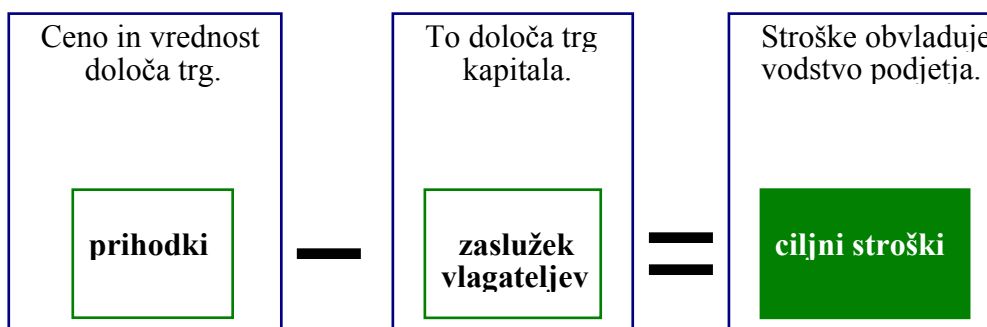 Ceno in vrednost
določa trg.
To določa trg
kapitala.
Stroške obvladuje
vodstvo podjetja.
prihodki
zaslužek
vlagateljev
ciljni stroški